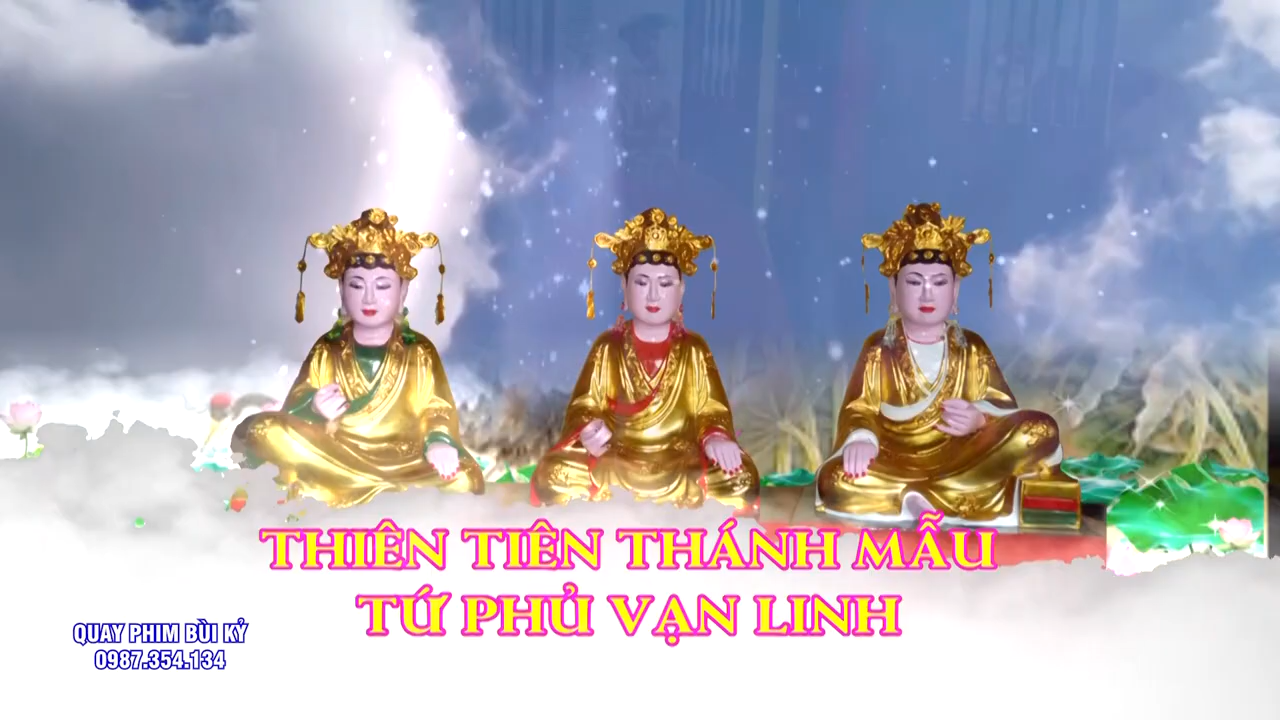 THIÊN TIÊN THÁNH MẪU
TỨ PHỦ VẠN LINH
QUAY PHIM BÙI KỶ
0987.354.134